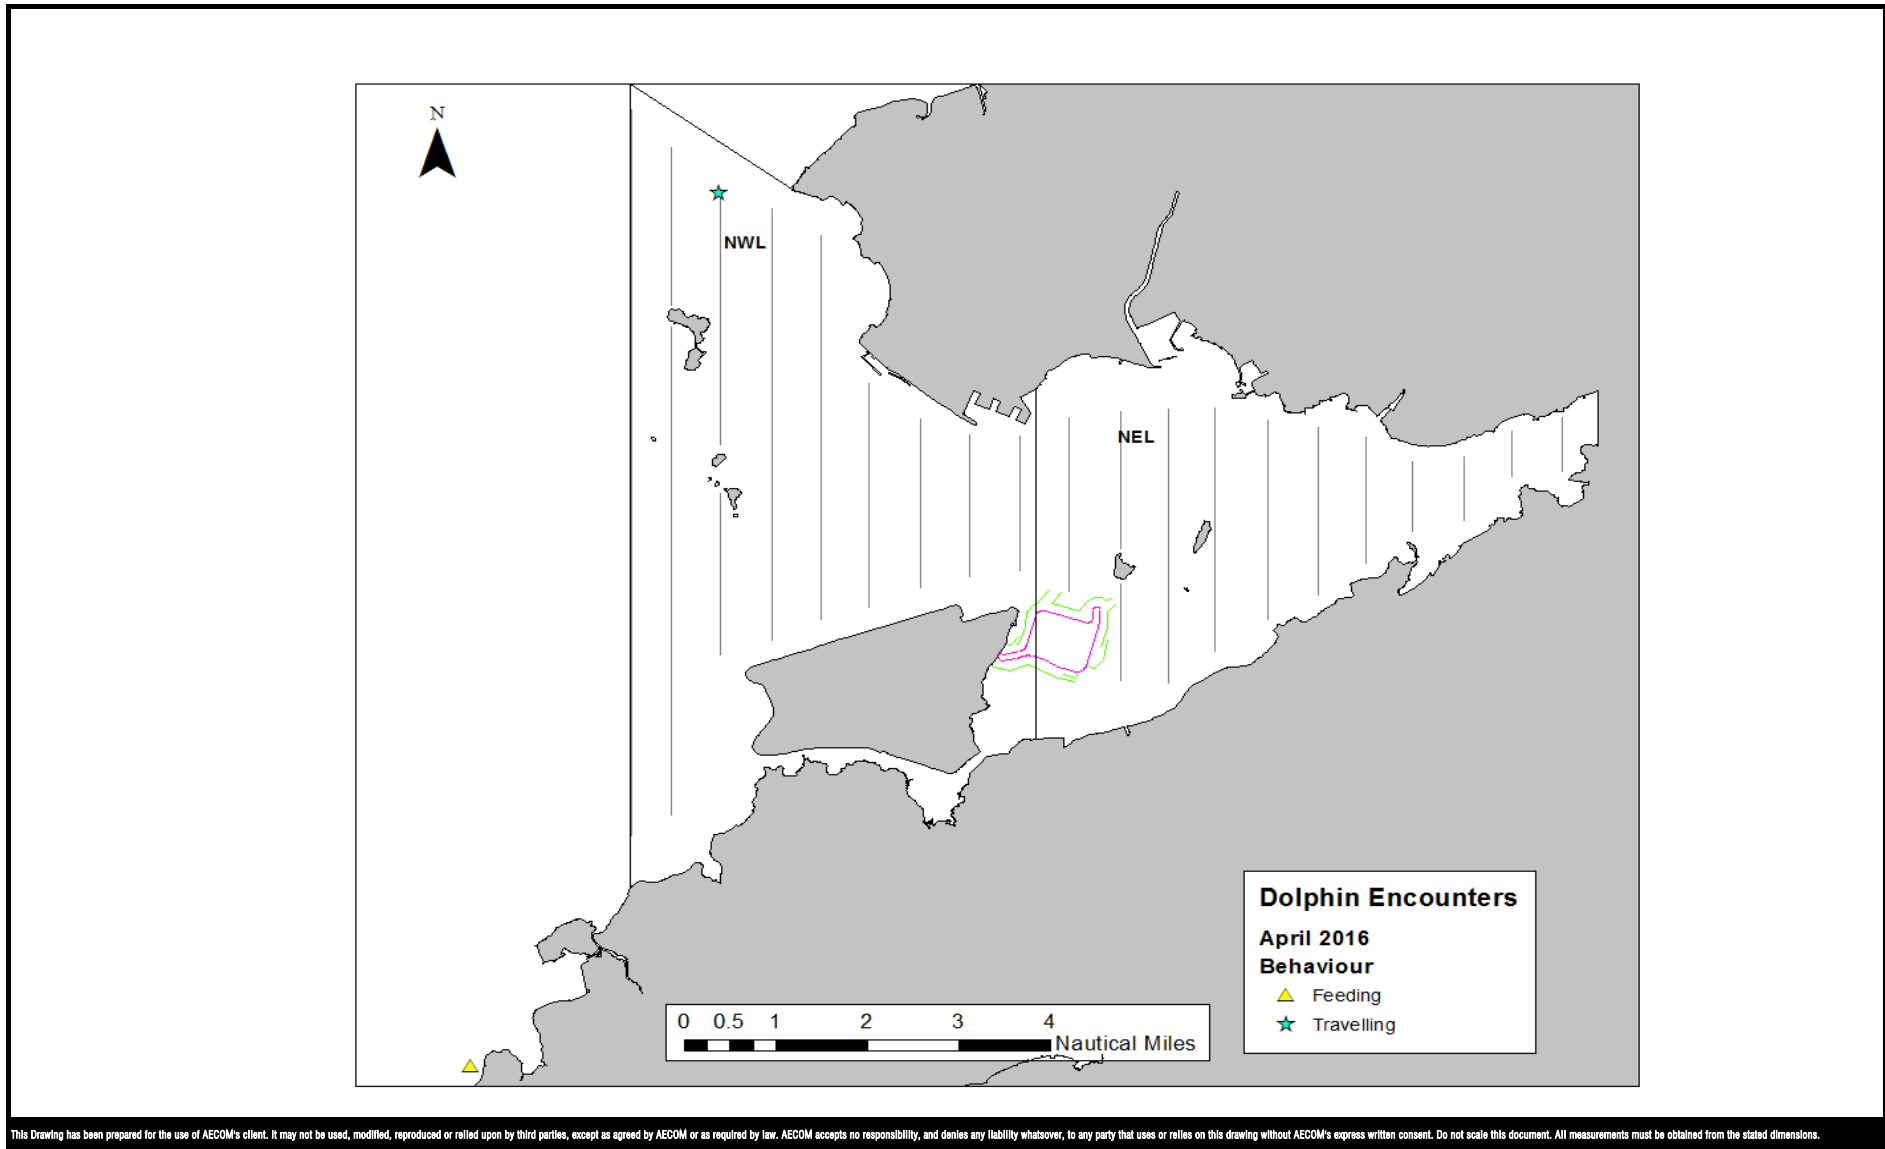 N
NWL
NEL
Dolphin Encounters
April 2016
Behaviour
Feeding
Travelling
0 0.5 1 2 3 4
Nautical Miles
This Drawing has been prepared for the use of AECOM's client. It may not be used, modified, reproduced or relied upon by third parties, except as agreed by AECOM or as required by law. AECOM accepts no responsibility, and denies any liability whatsover, to any party that uses or relies on this drawing without AECOM's express written consent. Do not scale this document. All measurements must be obtained from the stated dimensions.